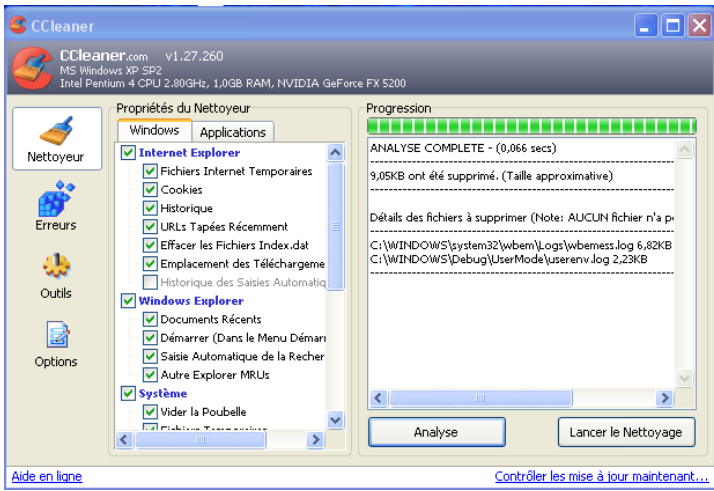 CCleaner
CCleaner.com v1.27.260
MS Windows XP SP2
Intel Pentium 4 CPU 2.80GHz, 1,0GB RAM, NVIDIA GeForce FX 5200
Nettoyeur
Erreurs
Outils
Options
Propriétés du Nettoyeur
Windows
Applications
Internet Explorer
Fichiers Internet Temporaires
Cookies
Historique
URLs Tapées Récemment
Effacer les Fichiers Index.dat
Emplacement des Téléchargeme
Historique des Saisies Automatiq
Windows Explorer
Documents Récents
Démarrer (Dans le Menu Démarr
Saisie Automatique de la Recher
Autre Explorer MRUs
Système
Vider la Poubelle
Fichiers Temporaires
Progression
ANALYSE COMPLETE - (0,066 secs)
9,05KB ont été supprimé. (Taille approximative)
Détails des fichiers à supprimer (Note: AUCUN fichier n'a p
C:\WINDOWS\system32\wbem\Logs\wbemess.log 6,82KB
C:\WINDOWS\Debug\UserMode\userenv.log 2,23KB
Analyse
Lancer le Nettoyage
Aide en ligne
Contrôler les mise à jour maintenant...